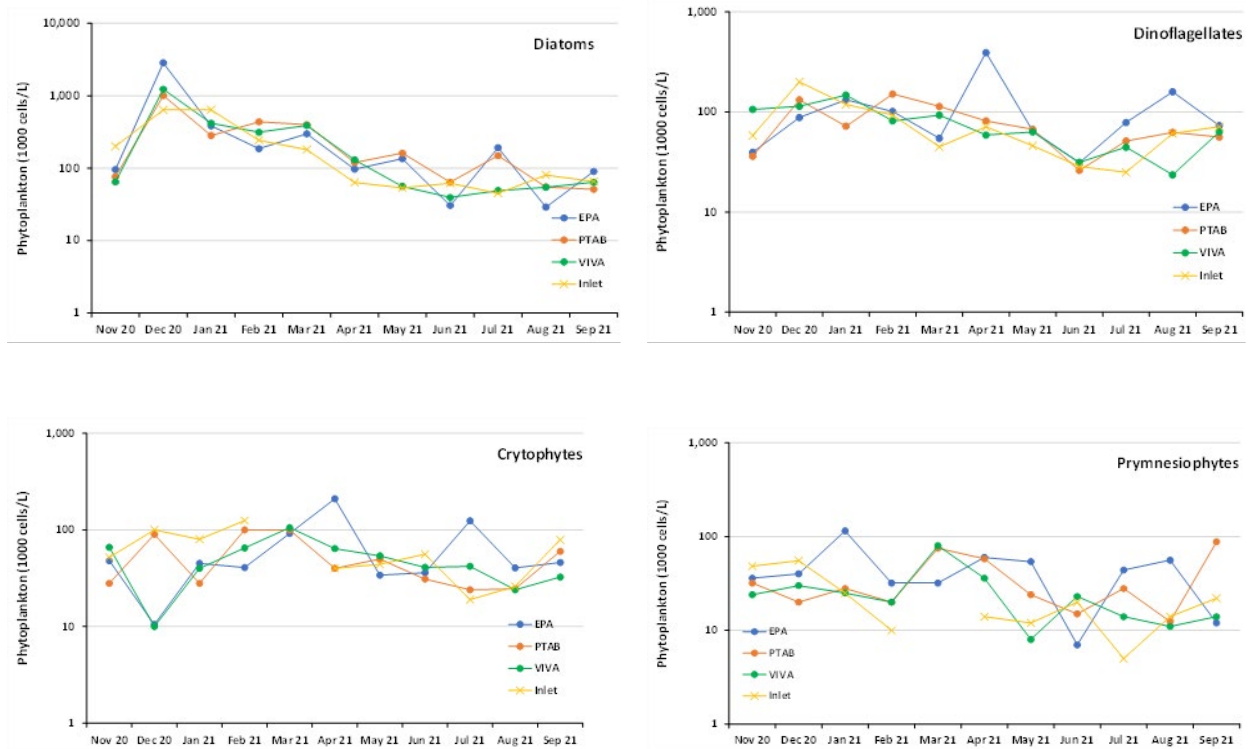 Diatoms
Phytoplankton (1000 cells/L)
10,000
1,000
100
10
1
EPA
PTAB
VIVA
Inlet
Nov 20 Dec 20 Jan 21 Feb 21 Mar 21 Apr 21 May 21 Jun 21 Jul 21 Aug 21 Sep 21
Dinoflagellates
Phytoplankton (1000 cells/L)
1,000
100
10
1
EPA
PTAB
VIVA
Inlet
Nov 20 Dec 20 Jan 21 Feb 21 Mar 21 Apr 21 May 21 Jun 21 Jul 21 Aug 21 Sep 21
Crytophytes
Phytoplankton (1000 cells/L)
1,000
100
10
1
EPA
PTAB
VIVA
Inlet
Nov 20 Dec 20 Jan 21 Feb 21 Mar 21 Apr 21 May 21 Jun 21 Jul 21 Aug 21 Sep 21
Prymnesiophytes
Phytoplankton (1000 cells/L)
1,000
100
10
1
EPA
PTAB
VIVA
Inlet
Nov 20 Dec 20 Jan 21 Feb 21 Mar 21 Apr 21 May 21 Jun 21 Jul 21 Aug 21 Sep 21